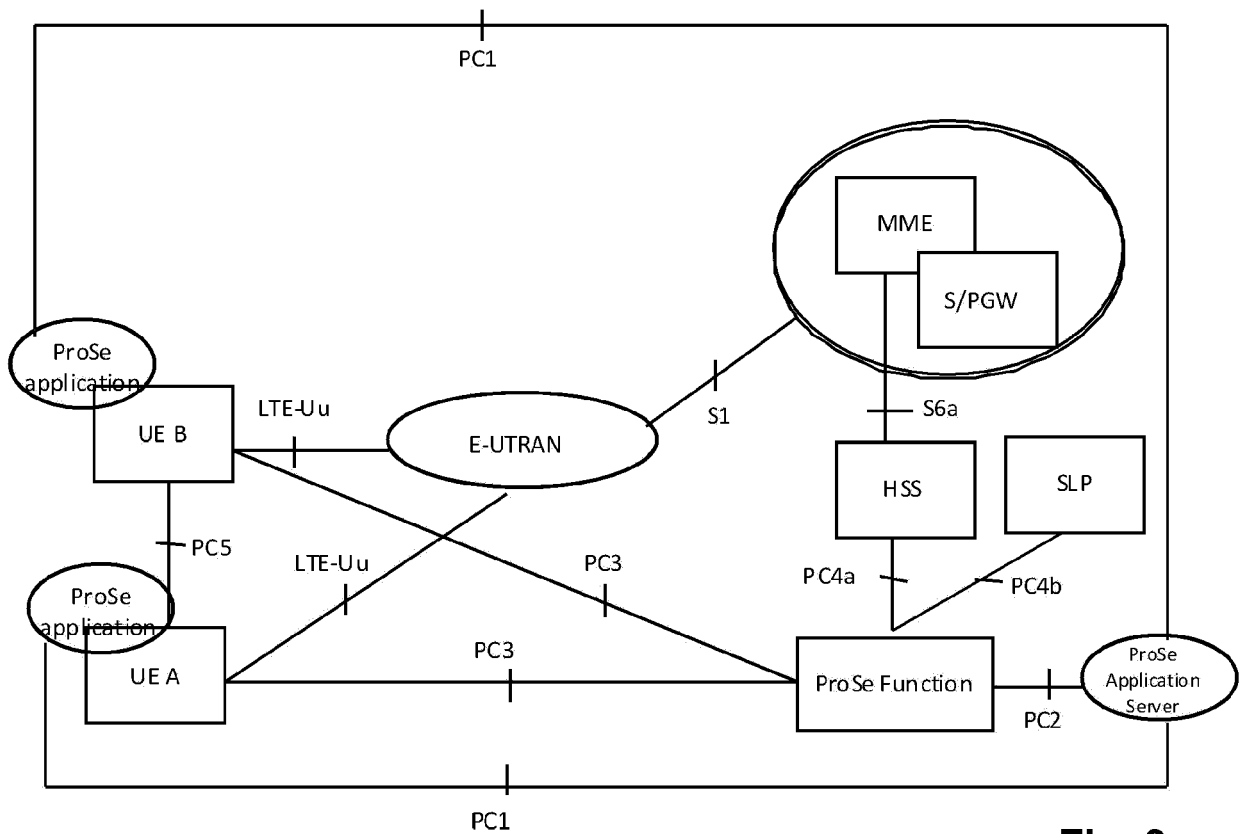 PC1
MME
S/PGW
ProSe
application
LTE-Uu
S1
S6a
UE B
E-UTRAN
HSS
SLP
PC5
LTE-Uu
PC3
PC4a
PC4b
ProSe
application
PC3
UE A
ProSe Function
ProSe
Application
Server
PC2
PC1